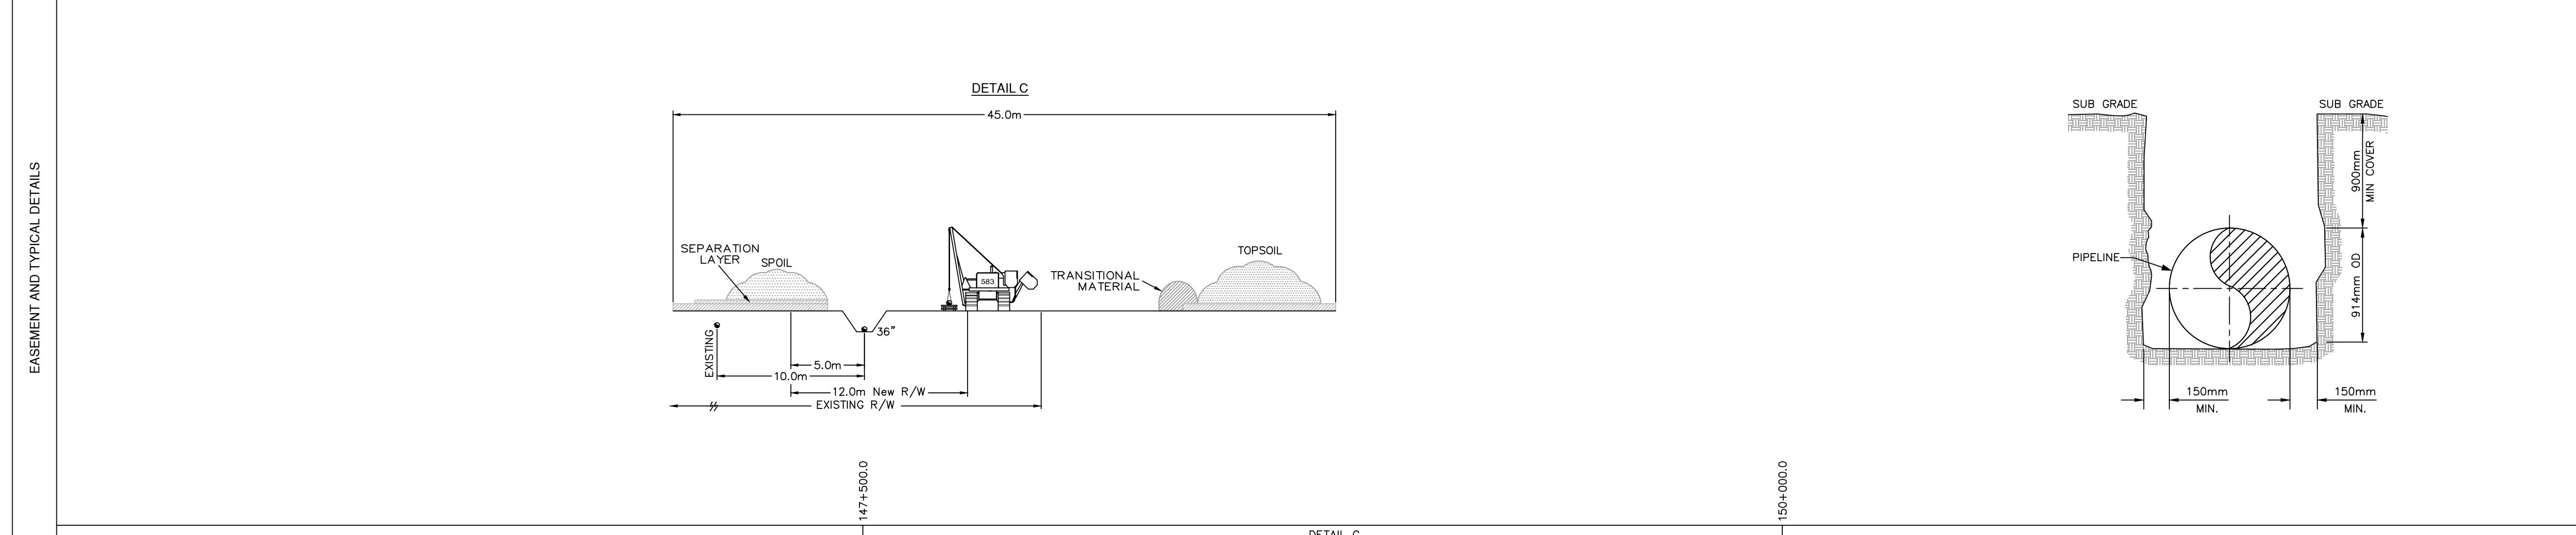 EASEMENT AND TYPICAL DETAILS
DETAIL C
45.0m
SEPARATION
LAYER
SPOIL
583
TRANSITIONAL
MATERIAL
TOPSOIL
36"
EXISTING
5.0m
10.0m
12.0m New R/W
EXISTING R/W
147+500.0
150+000.0
SUB GRADE
SUB GRADE
900mm
MIN COVER
PIPELINE
914mm OD
150mm
MIN.
150mm
MIN.
DETAIL C